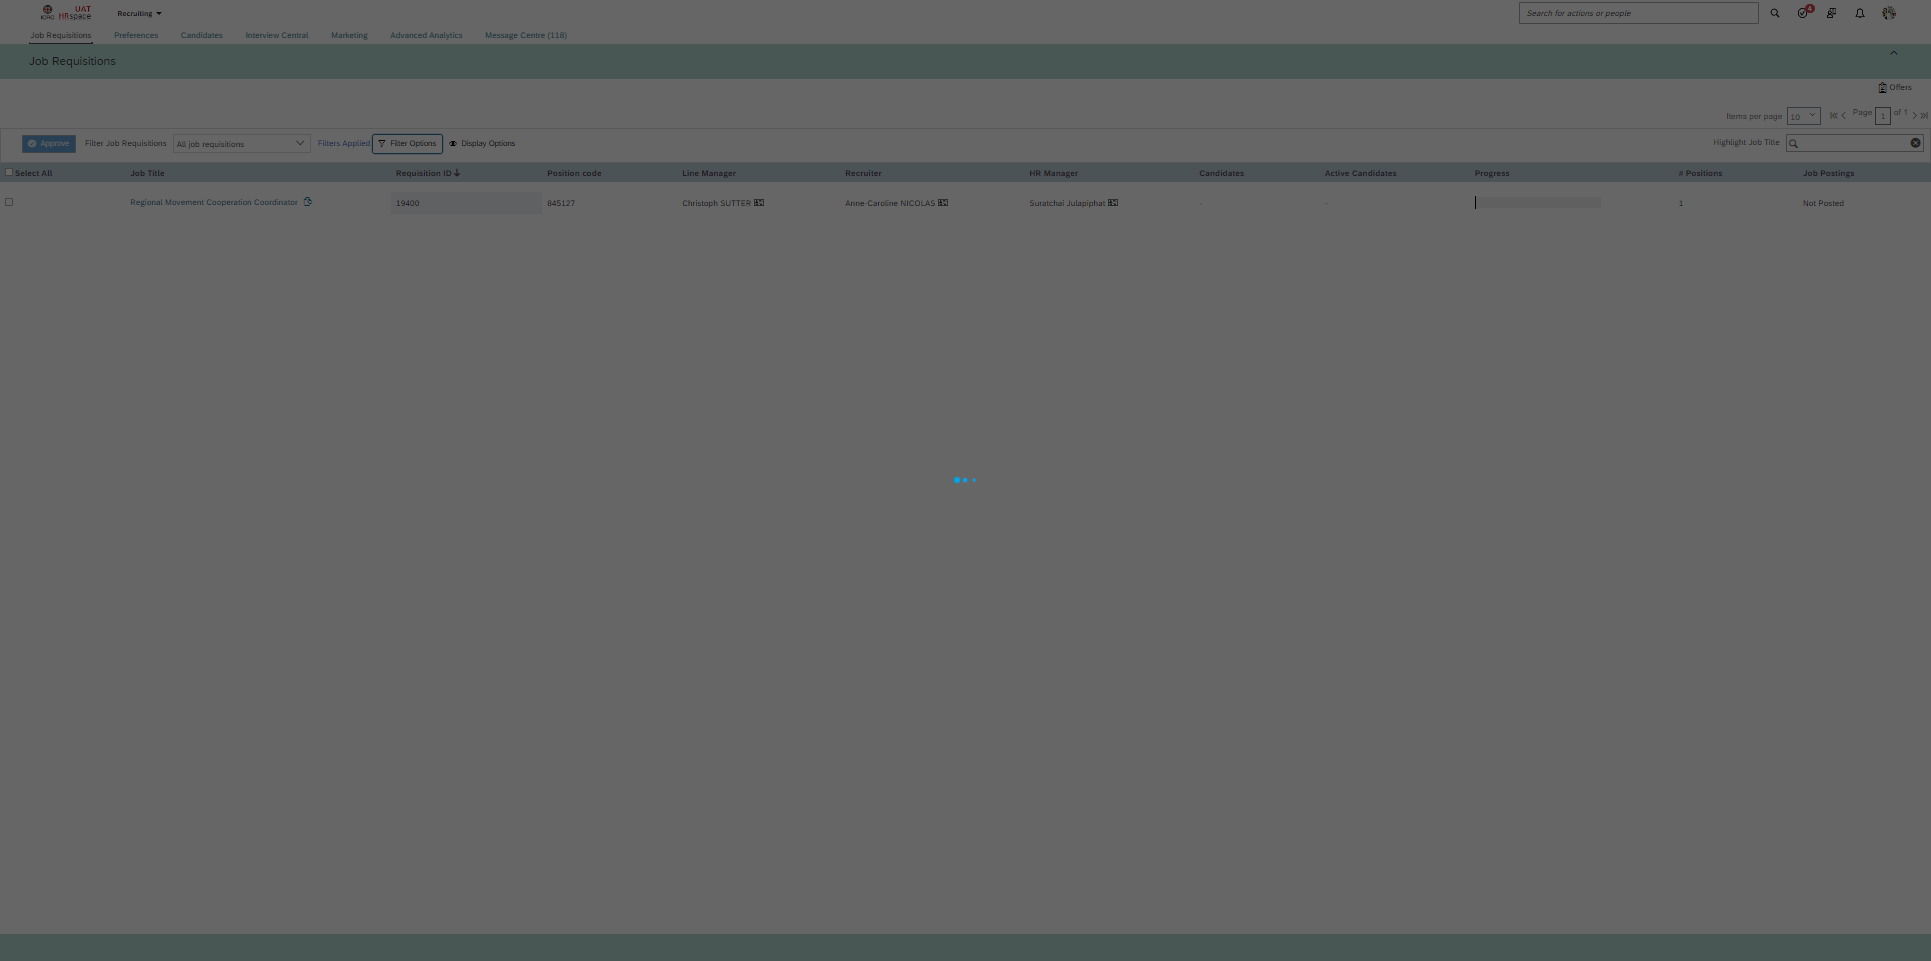 ICRC UAT HRspace Recruiting Search for actions or people 4
Job Requisitions Preferences Candidates Interview Central Marketing Advanced Analytics Message Centre (118)
Job Requisitions
Offers
Items per page 10 Page 1 of 1
Approve Filter Job Requisitions All job requisitions Filters Applied Filter Options Display Options Highlight Job Title
Select All Job Title Requisition ID Position code Line Manager Recruiter HR Manager Candidates Active Candidates Progress # Positions Job Postings
Regional Movement Cooperation Coordinator 19400 845127 Christoph SUTTER Anne-Caroline NICOLAS Suratchai Julapiphat - - 1 Not Posted